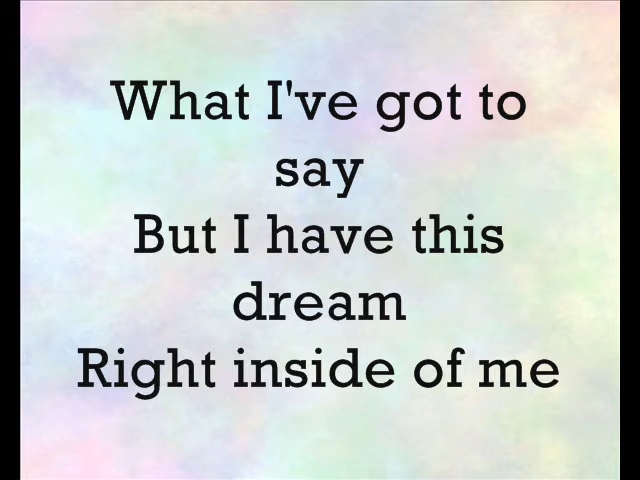 What I've got to
say
But I have this
dream
Right inside of me